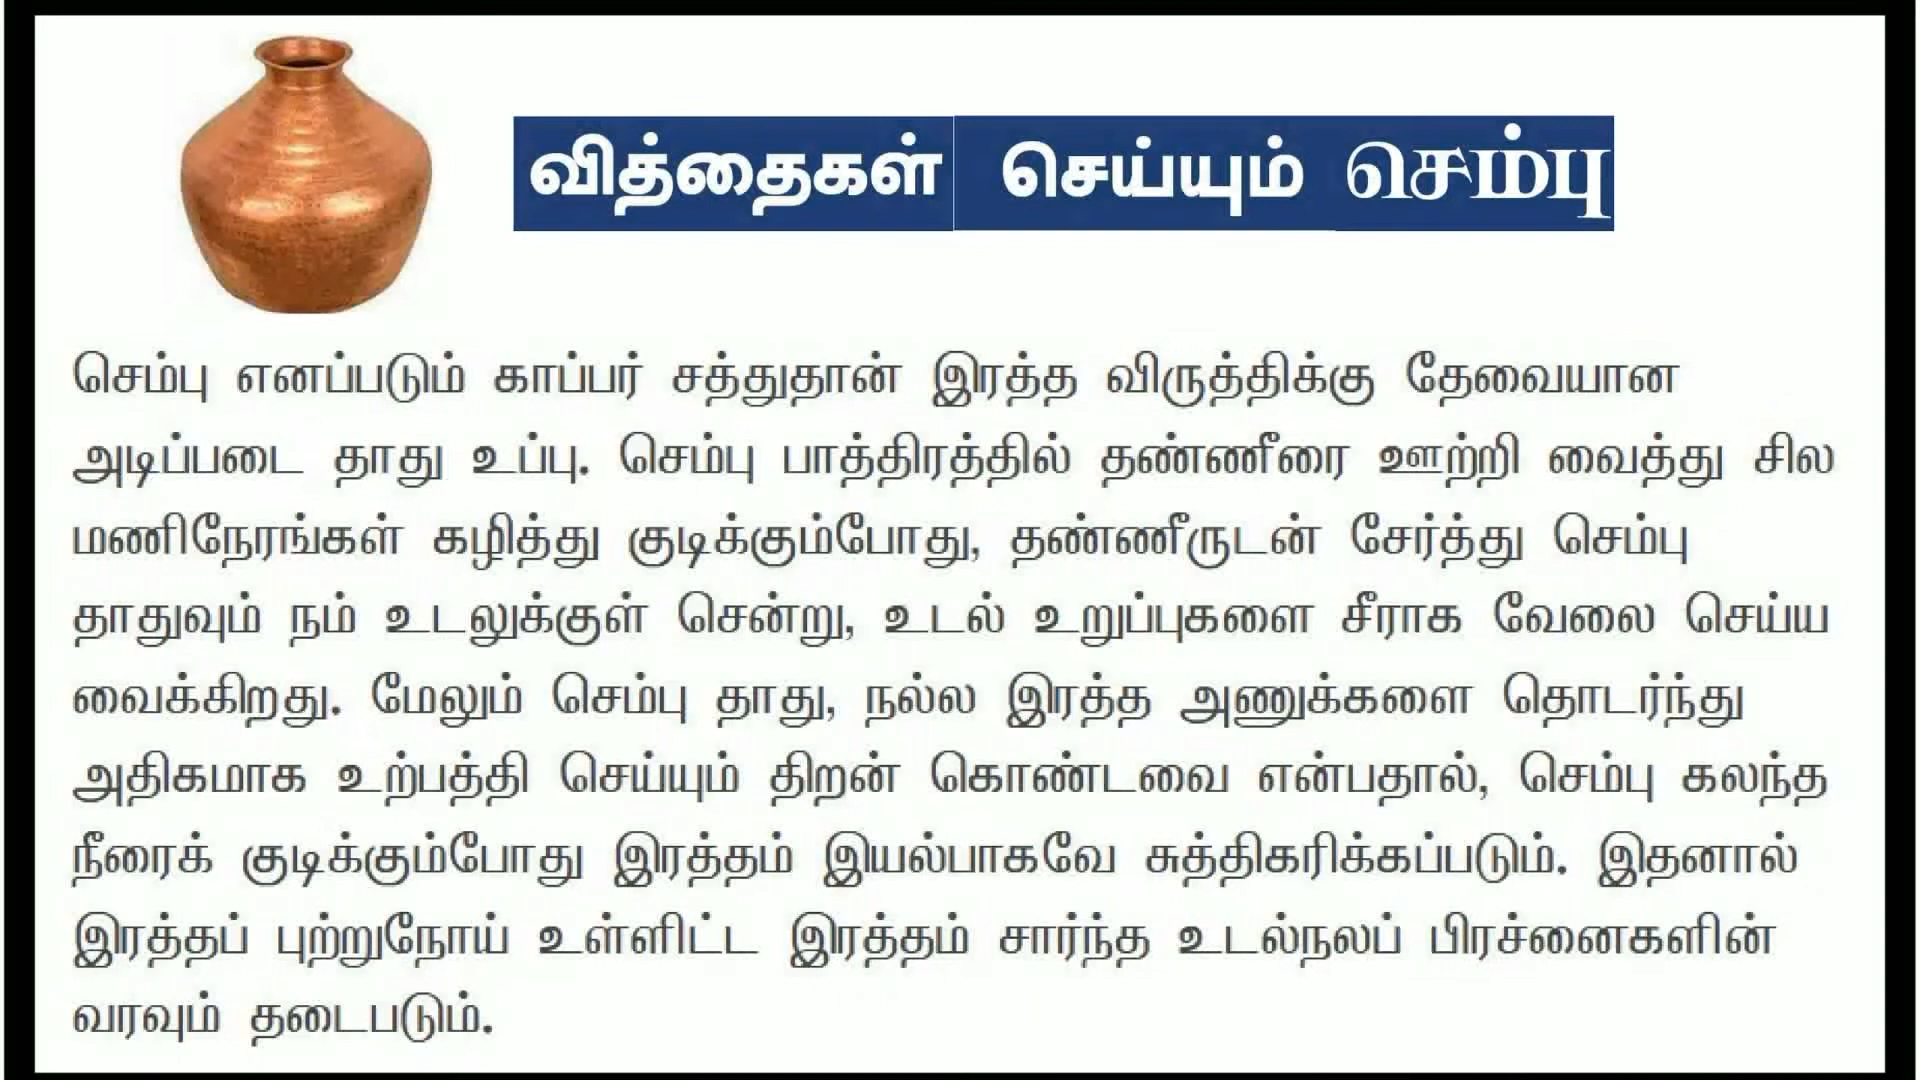 வித்தைகள் செய்யும் செம்பு
செம்பு எனப்படும் காப்பர் சத்துதான் இரத்த விருத்திக்கு தேவையான
அடிப்படை தாது உப்பு. செம்பு பாத்திரத்தில் தண்ணீரை ஊற்றி வைத்து சில
மணிநேரங்கள் கழித்து குடிக்கும்போது, தண்ணீருடன் சேர்த்து செம்பு
தாதுவும் நம் உடலுக்குள் சென்று, உடல் உறுப்புகளை சீராக வேலை செய்ய
வைக்கிறது. மேலும் செம்பு தாது, நல்ல இரத்த அணுக்களை தொடர்ந்து
அதிகமாக உற்பத்தி செய்யும் திறன் கொண்டவை என்பதால், செம்பு கலந்த
நீரைக் குடிக்கும்போது இரத்தம் இயல்பாகவே சுத்திகரிக்கப்படும். இதனால்
இரத்தப் புற்றுநோய் உள்ளிட்ட இரத்தம் சார்ந்த உடல்நலப் பிரச்னைகளின்
வரவும் தடைபடும்.